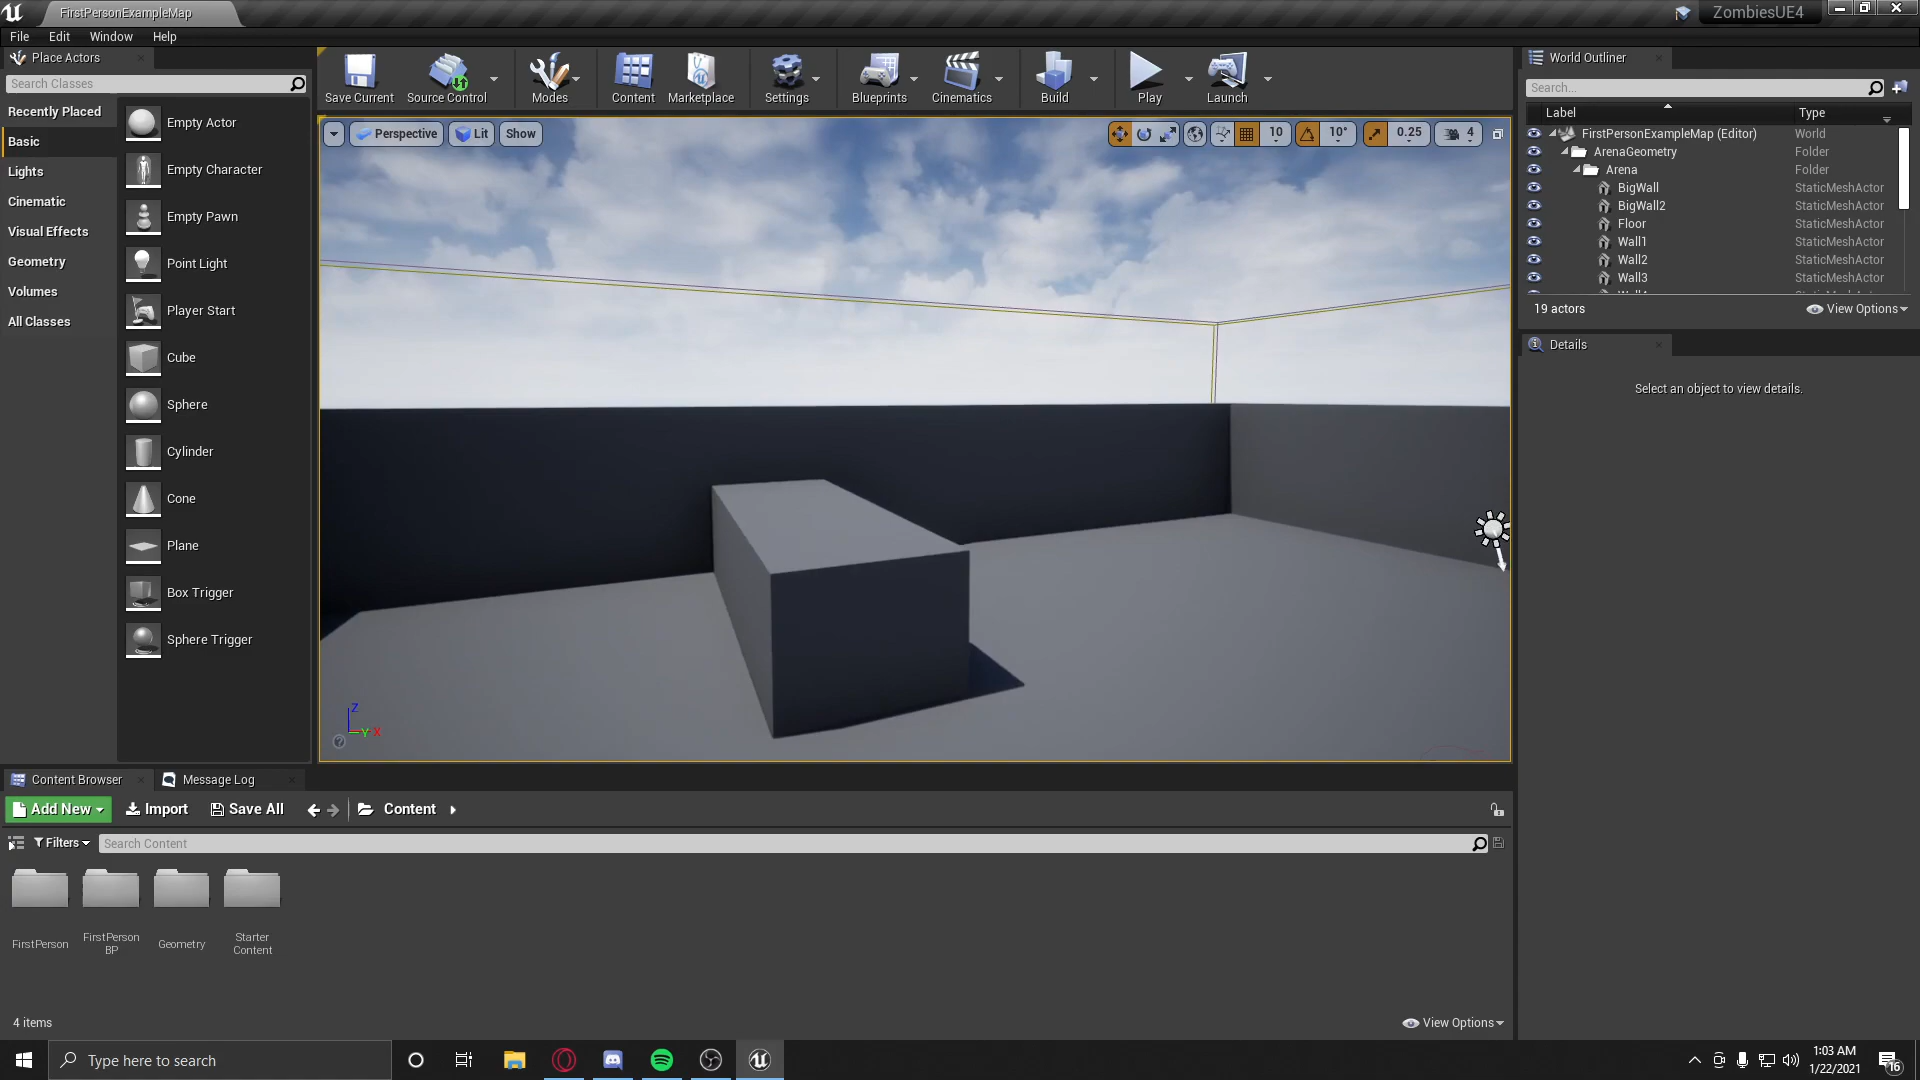 FirstPersonExampleMap
ZombiesUE4
File Edit Window Help
Place Actors
Search Classes
Recently Placed
Basic
Lights
Cinematic
Visual Effects
Geometry
Volumes
All Classes
Empty Actor
Empty Character
Empty Pawn
Point Light
Player Start
Cube
Sphere
Cylinder
Cone
Plane
Box Trigger
Sphere Trigger
Save Current
Source Control
Modes
Content
Marketplace
Settings
Blueprints
Cinematics
Build
Play
Launch
Perspective
Lit
Show
10
10°
0.25
4
Z
Y X
World Outliner
Search...
Label Type
FirstPersonExampleMap (Editor) World
ArenaGeometry Folder
Arena Folder
BigWall StaticMeshActor
BigWall2 StaticMeshActor
Floor StaticMeshActor
Wall1 StaticMeshActor
Wall2 StaticMeshActor
Wall3 StaticMeshActor
19 actors
View Options
Details
Select an object to view details.
Content Browser
Message Log
Add New
Import
Save All
Content
Filters
Search Content
FirstPerson
FirstPerson
BP
Geometry
Starter
Content
4 items
View Options
Type here to search
1:03 AM
1/22/2021
16